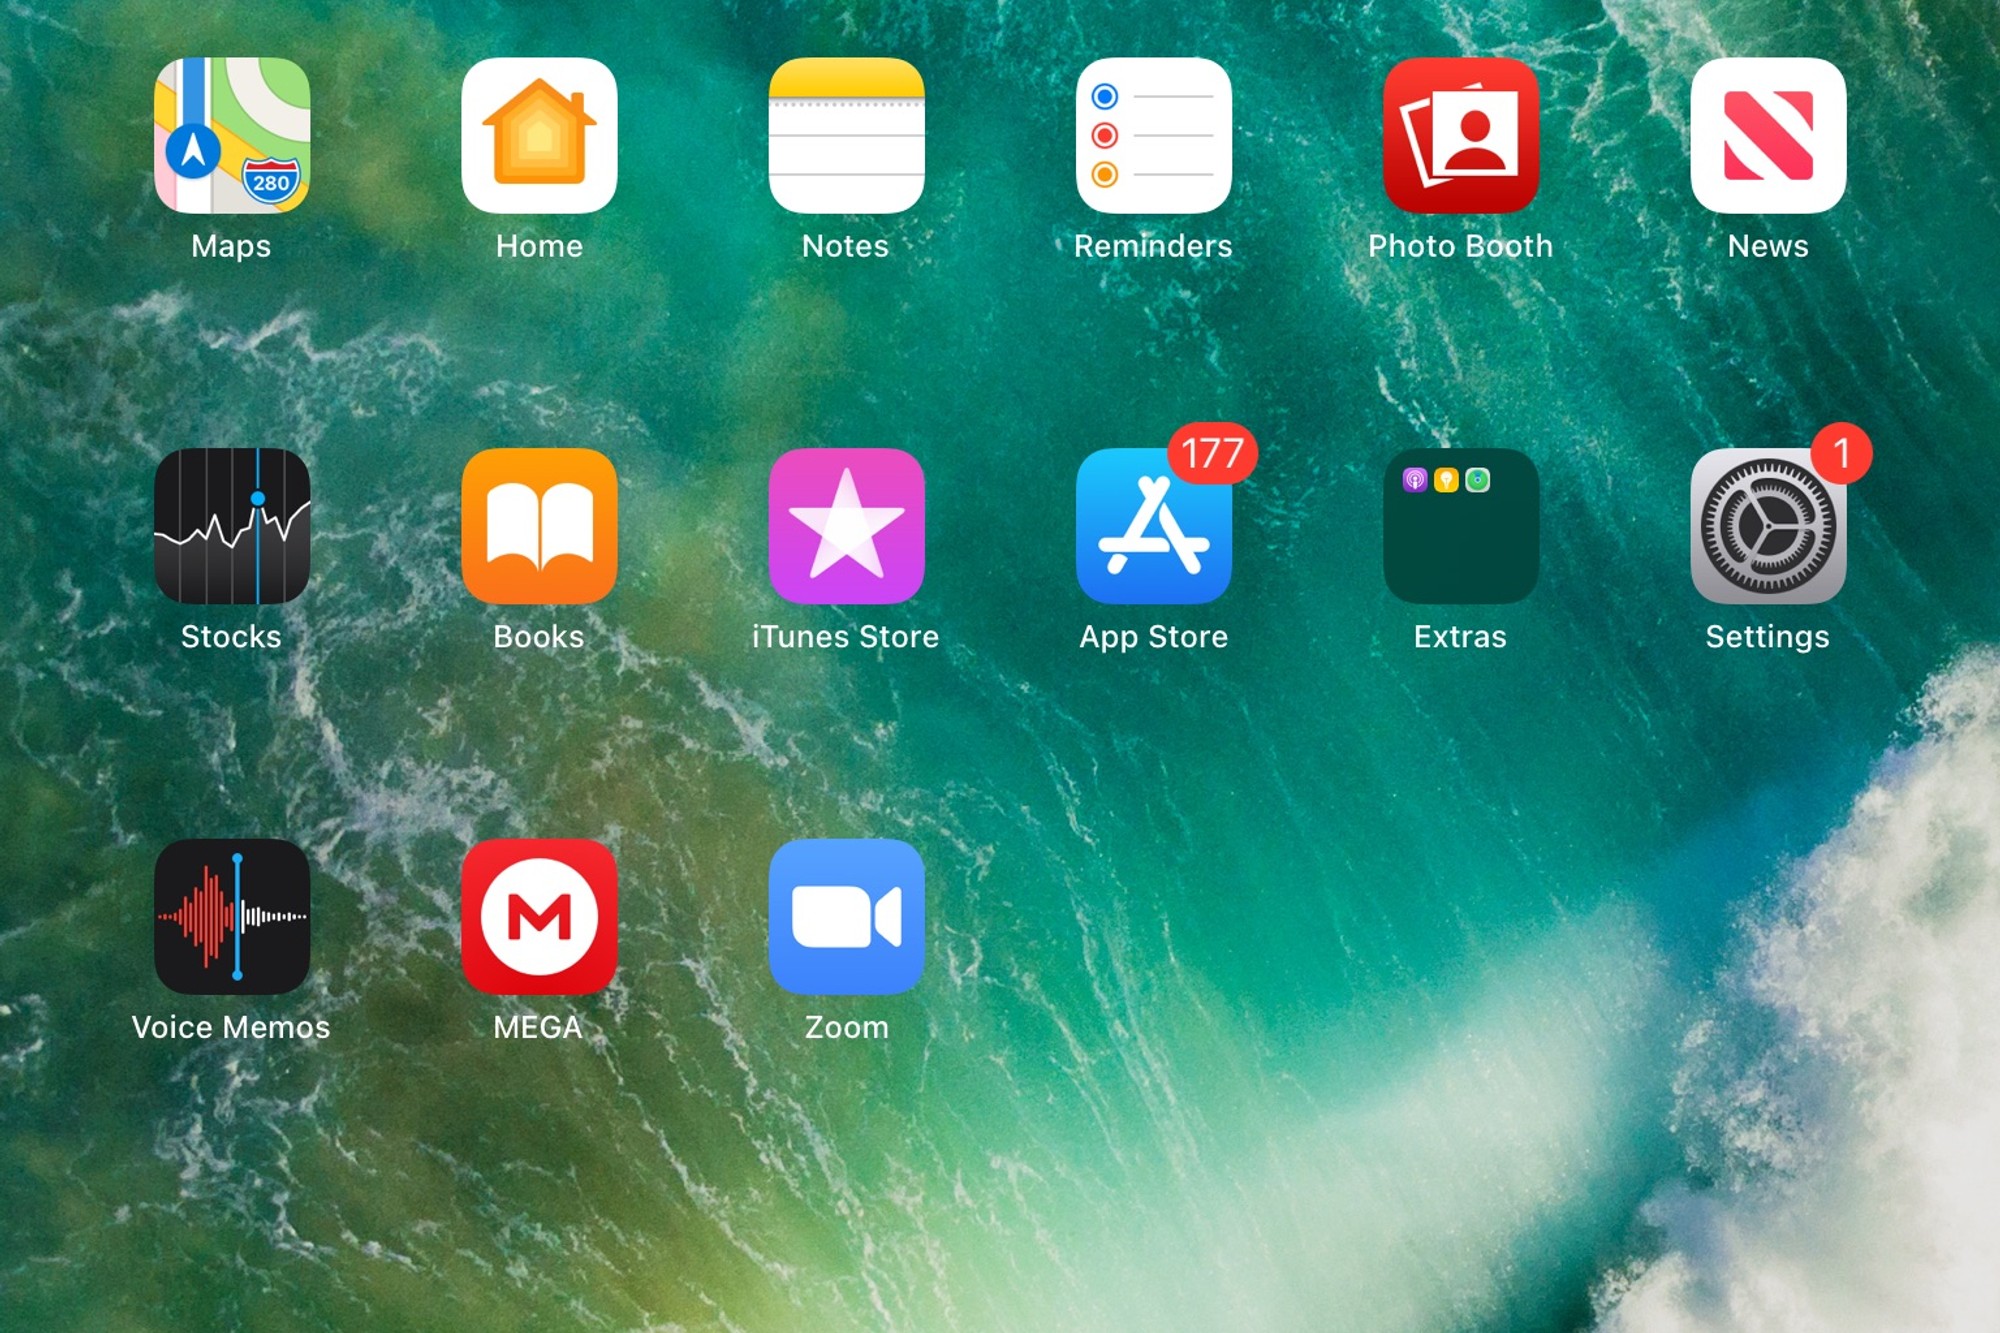 280
Maps
Home
Notes
Reminders
Photo Booth
News
177
1
Stocks
Books
iTunes Store
App Store
Extras
Settings
M
Voice Memos
MEGA
Zoom